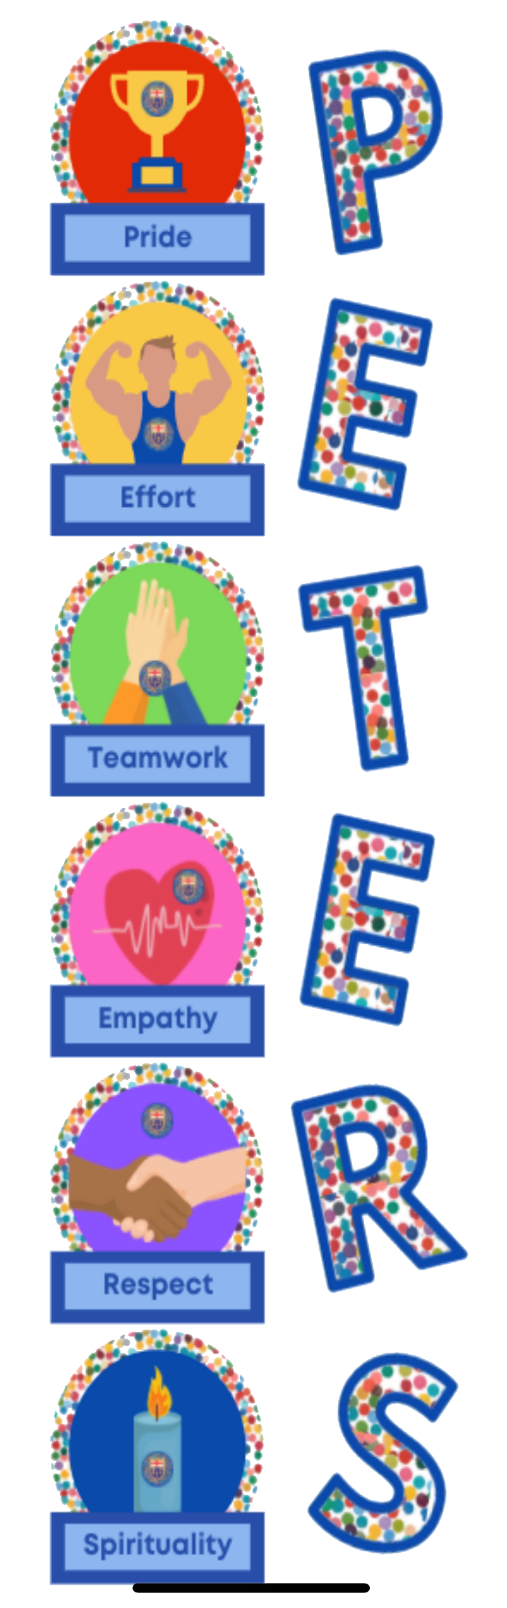 Pride
P
Effort
E
Teamwork
T
Empathy
E
Respect
R
Spirituality
S